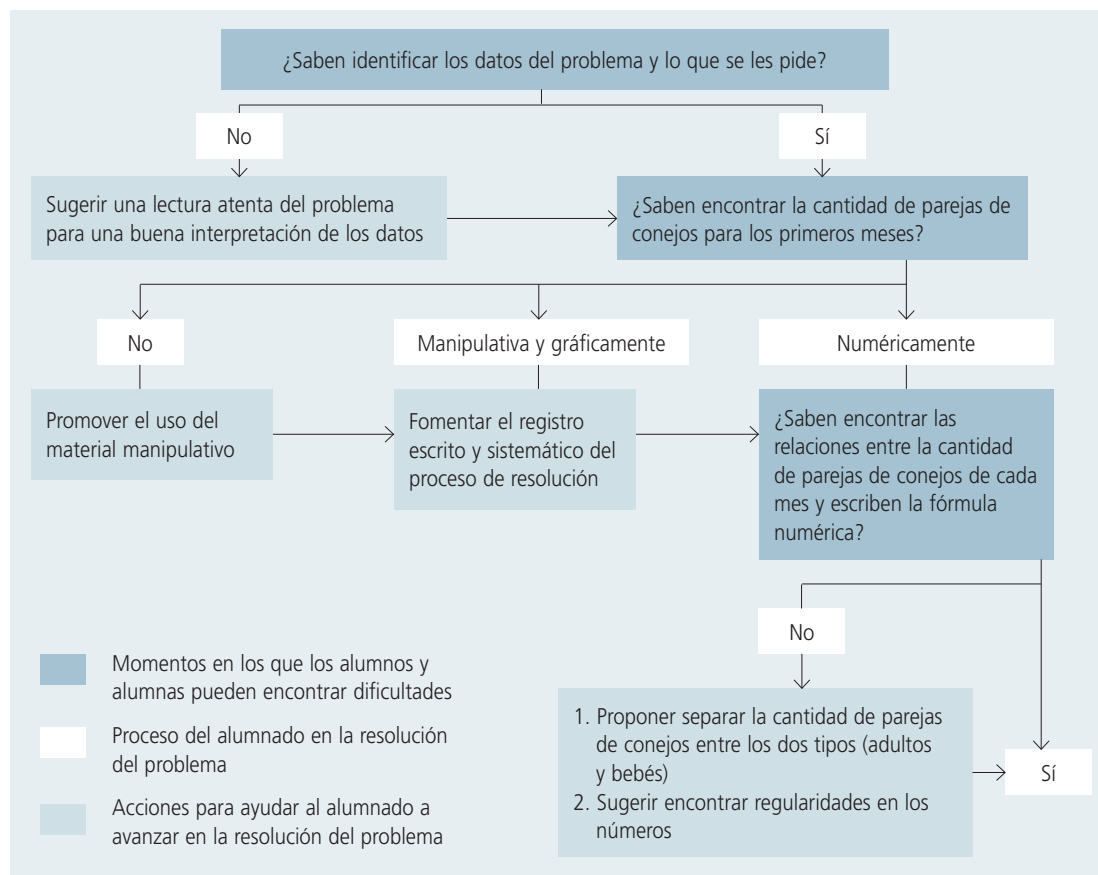 ¿Saben identificar los datos del problema y lo que se les pide?
No
Sí
Sugerir una lectura atenta del problema
para una buena interpretación de los datos
¿Saben encontrar la cantidad de parejas de
conejos para los primeros meses?
No
Manipulativa y gráficamente
Numéricamente
Promover el uso del
material manipulativo
Fomentar el registro
escrito y sistemático del
proceso de resolución
¿Saben encontrar las
relaciones entre la cantidad
de parejas de conejos de cada
mes y escriben la fórmula
numérica?
No
1. Proponer separar la cantidad de parejas
de conejos entre los dos tipos (adultos
y bebés)
2. Sugerir encontrar regularidades en los
números
Sí
Momentos en los que los alumnos y
alumnas pueden encontrar dificultades
Proceso del alumnado en la resolución
del problema
Acciones para ayudar al alumnado a
avanzar en la resolución del problema